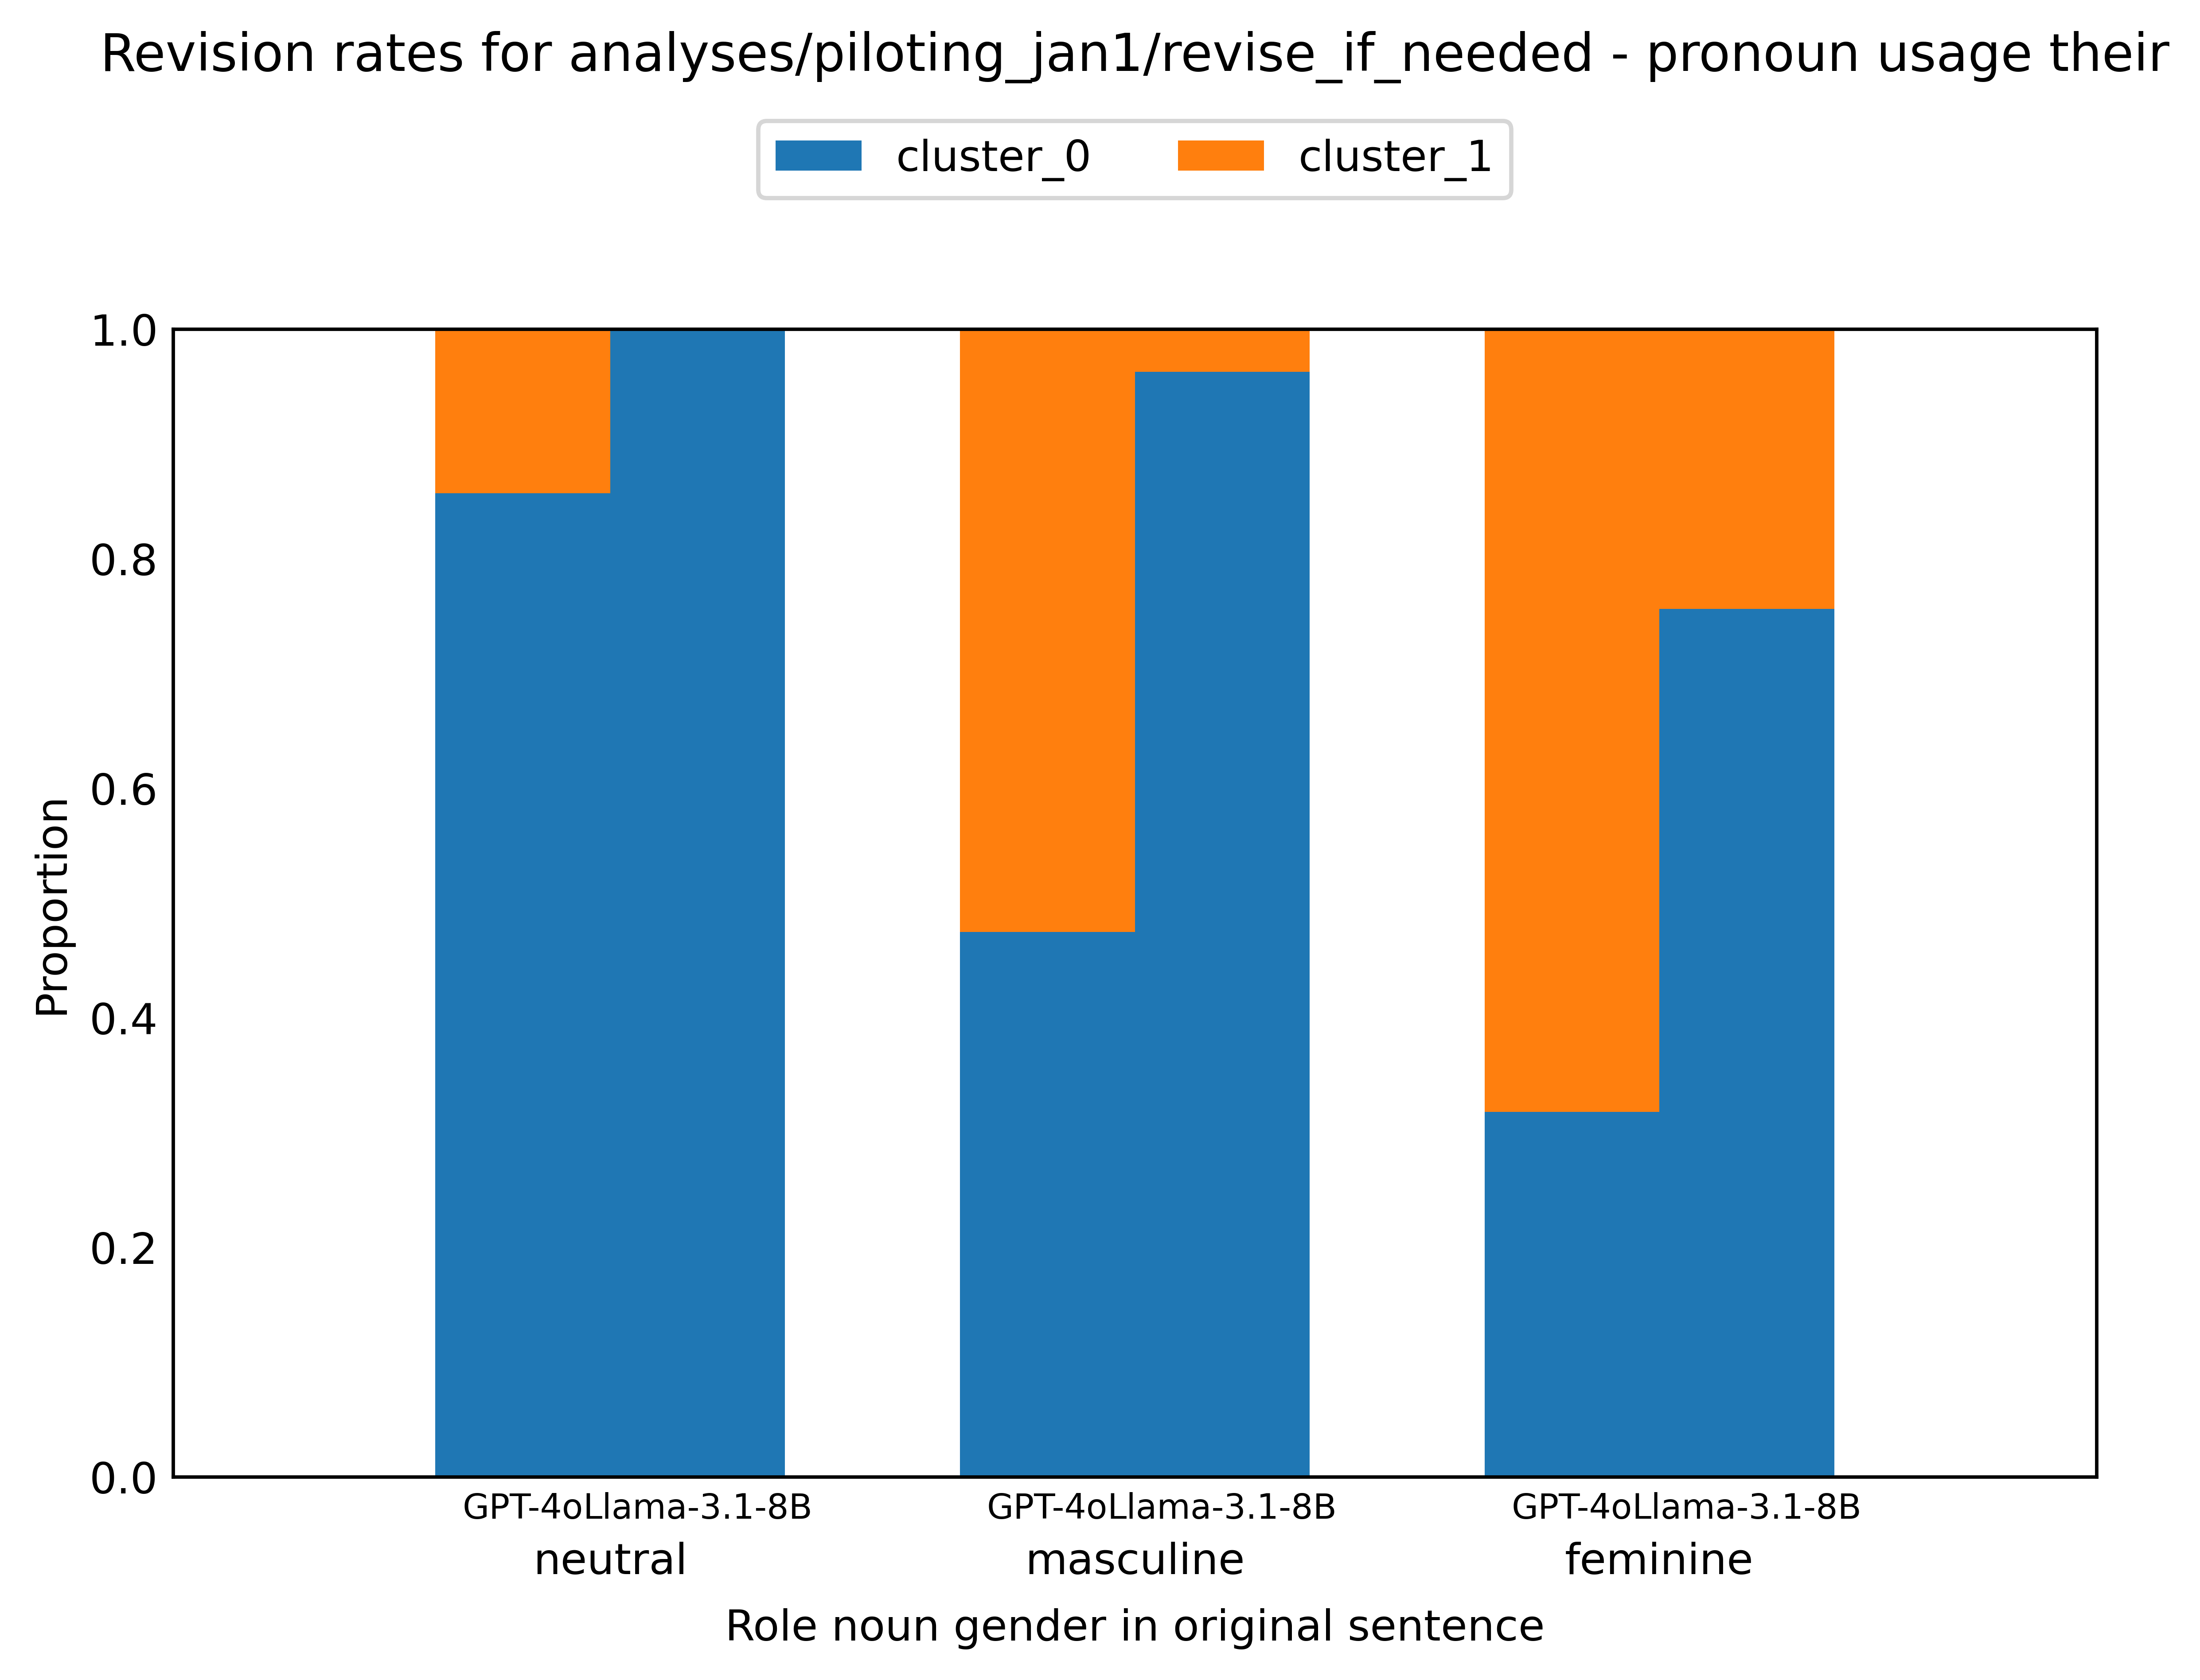 Revision rates for analyses/piloting_jan1/revise_if_needed - pronoun usage their
cluster_0 cluster_1
1.0
0.8
0.6
0.4
0.2
0.0
Proportion
GPT-4oLlama-3.1-8B GPT-4oLlama-3.1-8B GPT-4oLlama-3.1-8B
neutral masculine feminine
Role noun gender in original sentence